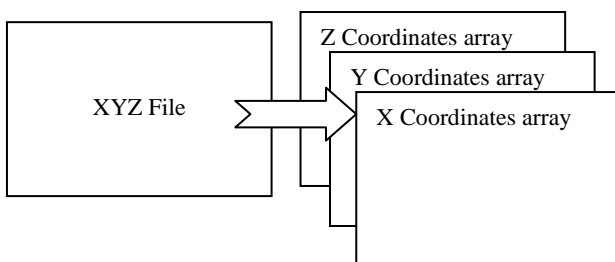 Z Coordinates array
Y Coordinates array
XYZ File
X Coordinates array